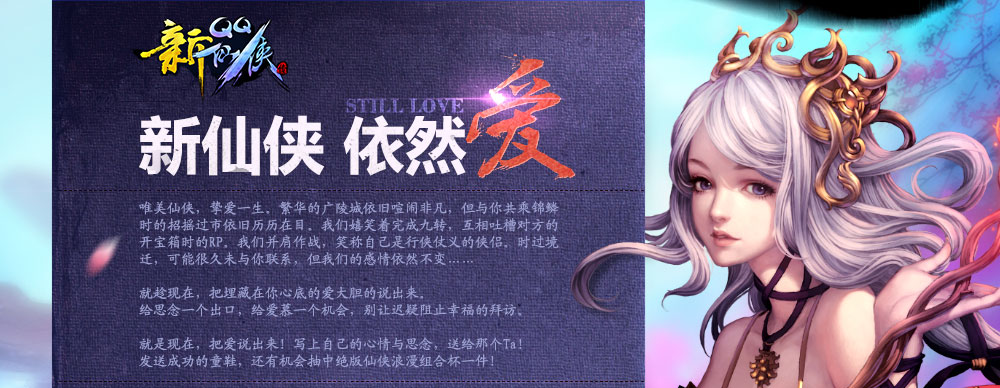 新QQ仙侠
STILL LOVE
新仙侠 依然爱
唯美仙侠，挚爱一生。繁华的广陵城依旧喧闹非凡，但与你共乘锦鳞
时的招摇过市依旧历历在目。我们嬉笑着完成九转，互相吐槽对方的
开宝箱时的RP。我们并肩作战，笑称自己是行侠仗义的侠侣。时过境
迁，可能很久未与你联系，但我们的感情依然不变……
就趁现在，把埋藏在你心底的爱大胆的说出来。
给思念一个出口，给爱慕一个机会，别让迟疑阻止幸福的拜访。
就是现在，把爱说出来！写上自己的心情与思念，送给那个Ta！
发送成功的童鞋，还有机会抽中绝版仙侠浪漫组合杯一件！